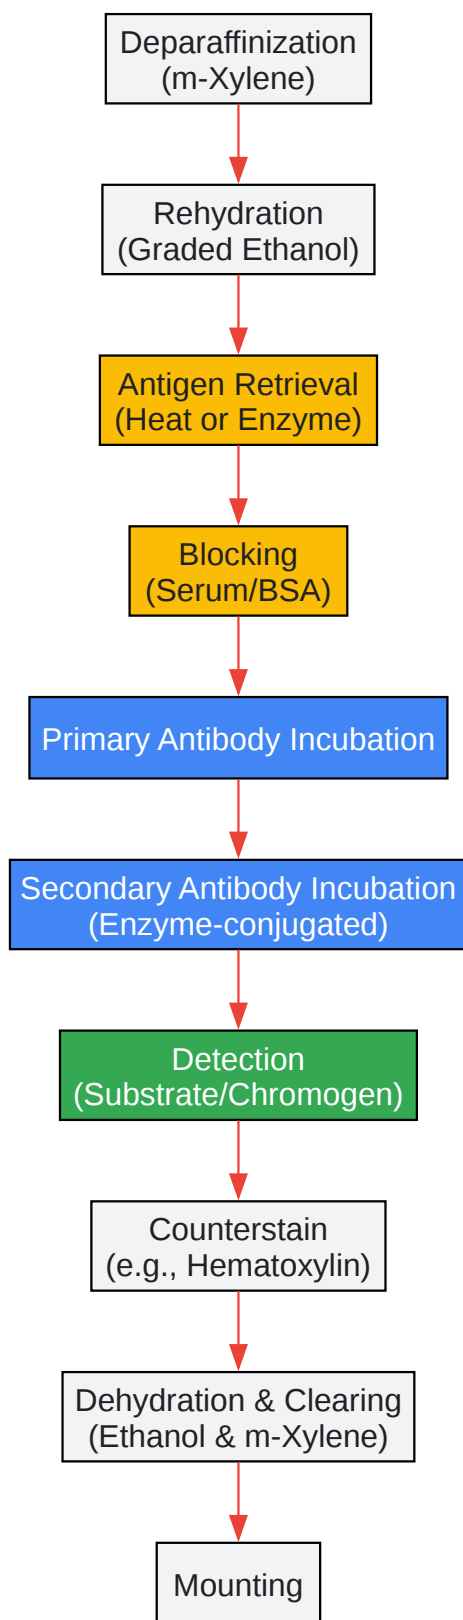 Deparaffinization
(m-Xylene)
Rehydration
(Graded Ethanol)
Antigen Retrieval
(Heat or Enzyme)
Blocking
(Serum/BSA)
Primary Antibody Incubation
Secondary Antibody Incubation
(Enzyme-conjugated)
Detection
(Substrate/Chromogen)
Counterstain
(e.g., Hematoxylin)
Dehydration & Clearing
(Ethanol & m-Xylene)
Mounting